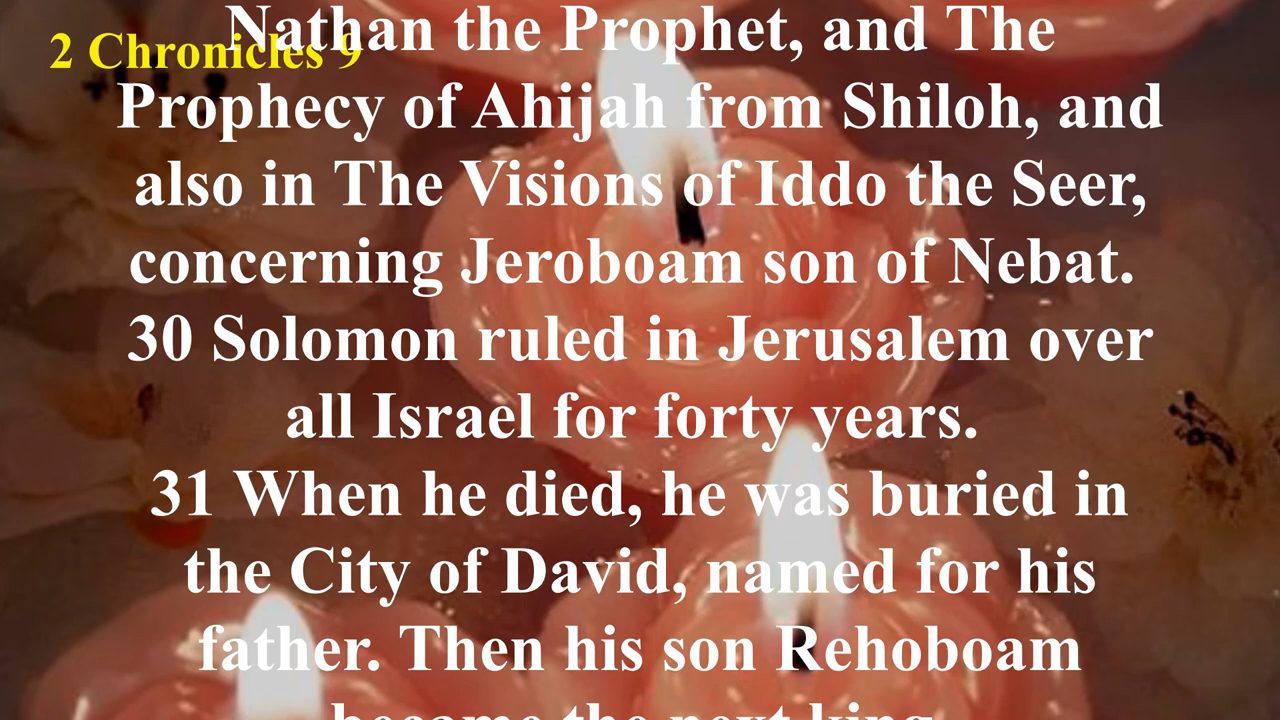 2 Chronicles 9
Nathan the Prophet, and The
Prophecy of Ahijah from Shiloh, and
also in The Visions of Iddo the Seer,
concerning Jeroboam son of Nebat.
30 Solomon ruled in Jerusalem over
all Israel for forty years.
31 When he died, he was buried in
the City of David, named for his
father. Then his son Rehoboam
became the next king.